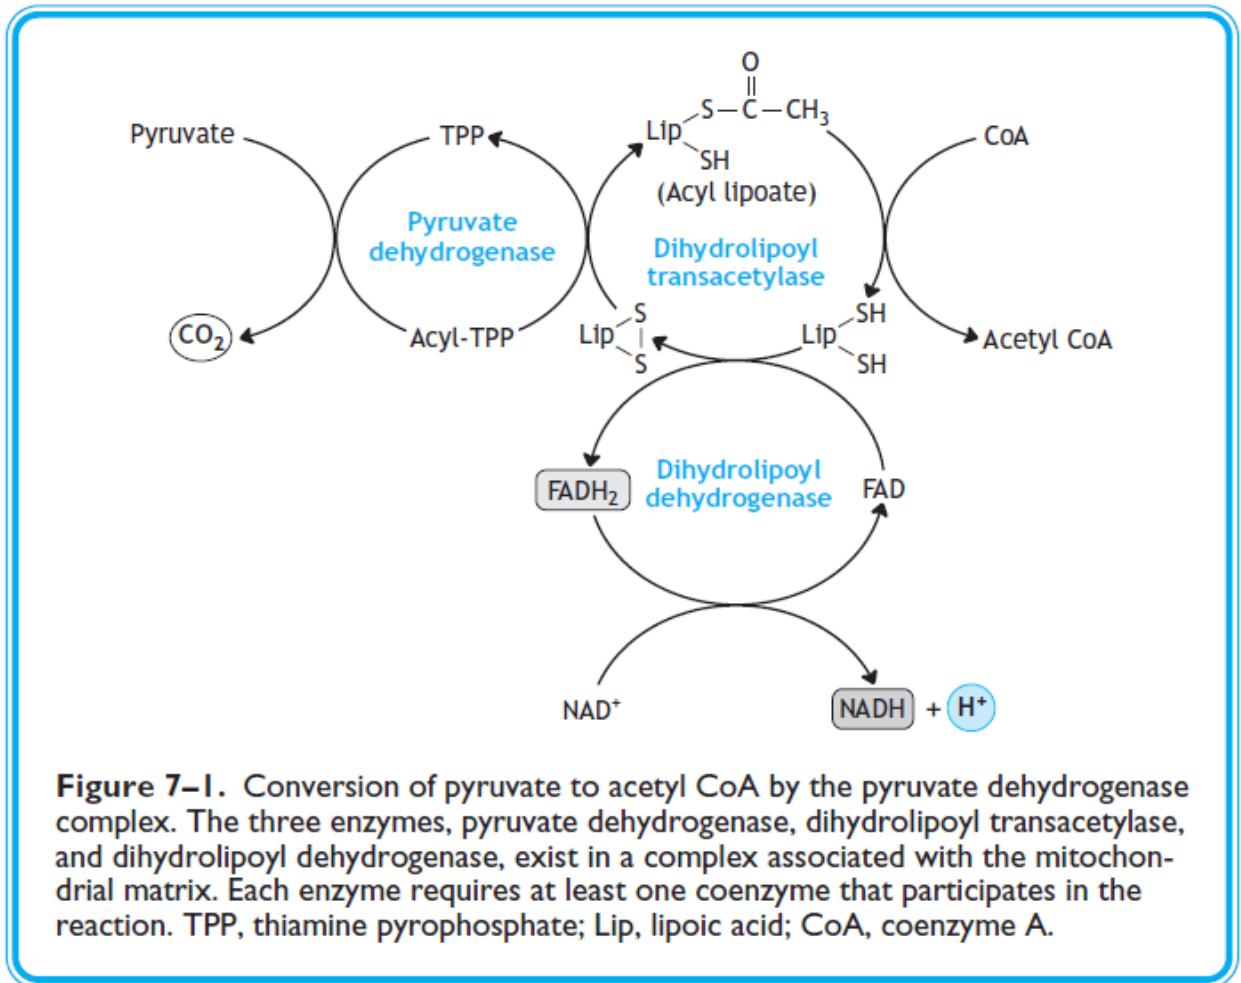 O
S–C–CH₃
Pyruvate
TPP
Lip
CoA
SH
(Acyl lipoate)
Pyruvate
dehydrogenase
Dihydrolipoyl
transacetylase
CO₂
Acyl-TPP
Lip
S
S
Lip
SH
SH
Acetyl CoA
FADH₂
Dihydrolipoyl
dehydrogenase
FAD
NAD⁺
NADH + H⁺
Figure 7–1. Conversion of pyruvate to acetyl CoA by the pyruvate dehydrogenase
complex. The three enzymes, pyruvate dehydrogenase, dihydrolipoyl transacetylase,
and dihydrolipoyl dehydrogenase, exist in a complex associated with the mitochon-
drial matrix. Each enzyme requires at least one coenzyme that participates in the
reaction. TPP, thiamine pyrophosphate; Lip, lipoic acid; CoA, coenzyme A.